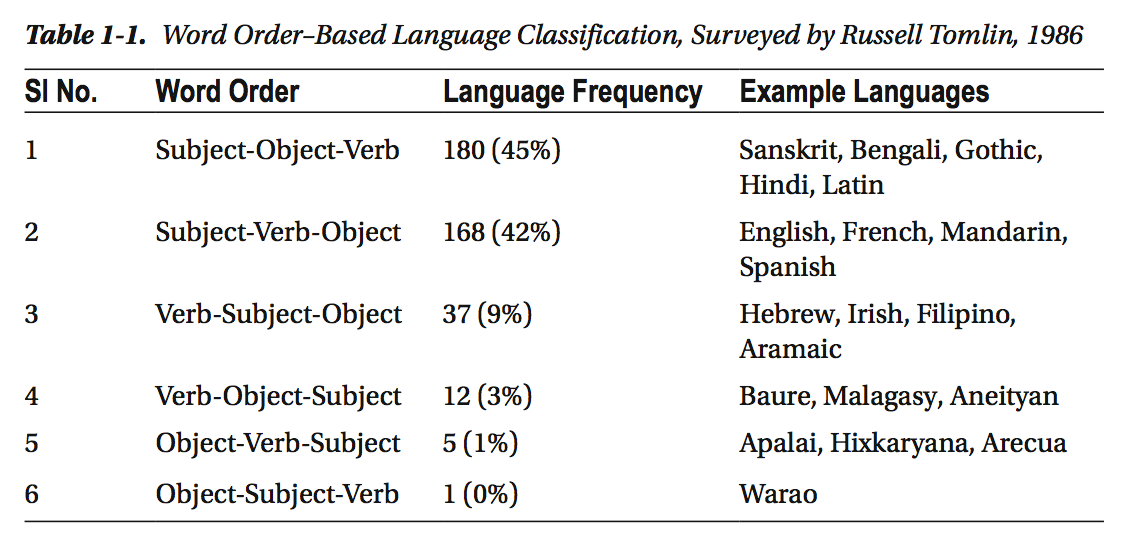 Table 1-1. Word Order–Based Language Classification, Surveyed by Russell Tomlin, 1986
Sl No. Word Order Language Frequency Example Languages
1 Subject-Object-Verb 180 (45%) Sanskrit, Bengali, Gothic,
Hindi, Latin
2 Subject-Verb-Object 168 (42%) English, French, Mandarin,
Spanish
3 Verb-Subject-Object 37 (9%) Hebrew, Irish, Filipino,
Aramaic
4 Verb-Object-Subject 12 (3%) Baure, Malagasy, Aneityan
5 Object-Verb-Subject 5 (1%) Apalai, Hixkaryana, Arecua
6 Object-Subject-Verb 1 (0%) Warao